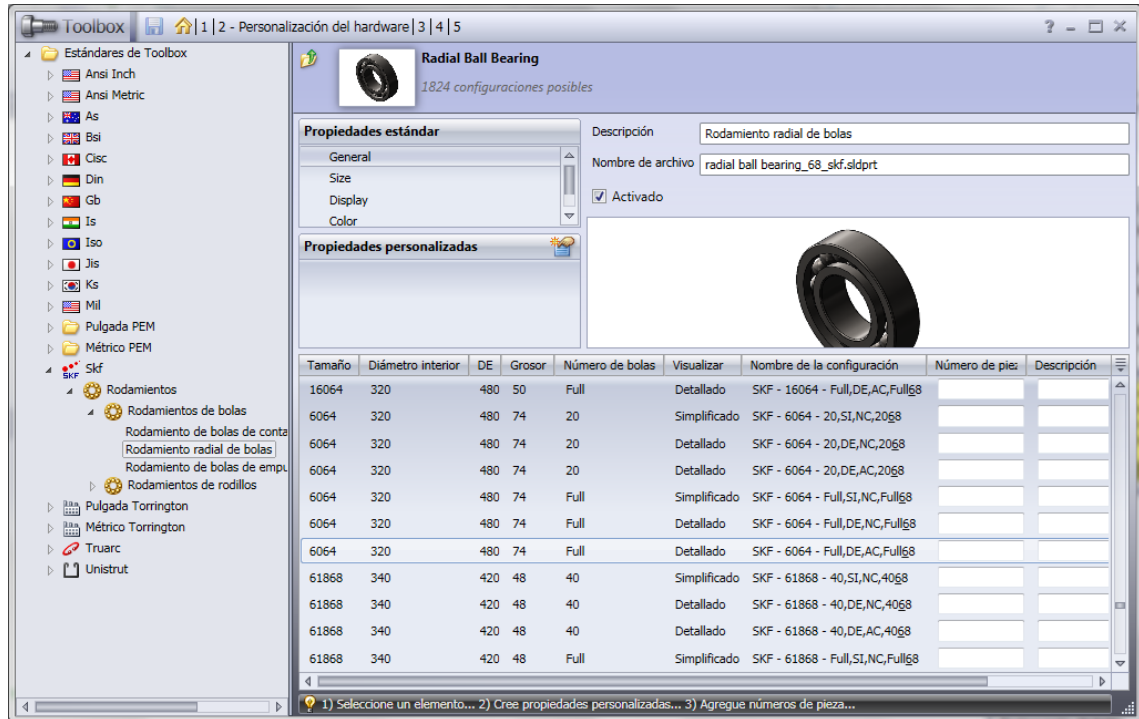 Toolbox | 1 | 2 - Personalización del hardware | 3 | 4 | 5
Estándares de Toolbox
Ansi Inch
Ansi Metric
As
Bsi
Cisc
Din
Gb
Is
Iso
Jis
Ks
Mil
Pulgada PEM
Métrico PEM
SKF Skf
Rodamientos
Rodamientos de bolas
Rodamiento de bolas de conta
Rodamiento radial de bolas
Rodamiento de bolas de empu
Rodamientos de rodillos
Pulgada Torrington
Métrico Torrington
Truarc
Unistrut
Radial Ball Bearing
1824 configuraciones posibles
Propiedades estándar
General
Size
Display
Color
Propiedades personalizadas
Descripción Rodamiento radial de bolas
Nombre de archivo radial ball bearing_68_skf.sldprt
Activado
Tamaño Diámetro interior DE Grosor Número de bolas Visualizar Nombre de la configuración Número de piez Descripción
16064 320 480 50 Full Detallado SKF - 16064 - Full,DE,AC,Full68
6064 320 480 74 20 Simplificado SKF - 6064 - 20,SI,NC,2068
6064 320 480 74 20 Detallado SKF - 6064 - 20,DE,NC,2068
6064 320 480 74 20 Detallado SKF - 6064 - 20,DE,AC,2068
6064 320 480 74 Full Simplificado SKF - 6064 - Full,SI,NC,Full68
6064 320 480 74 Full Detallado SKF - 6064 - Full,DE,NC,Full68
6064 320 480 74 Full Detallado SKF - 6064 - Full,DE,AC,Full68
61868 340 420 48 40 Simplificado SKF - 61868 - 40,SI,NC,4068
61868 340 420 48 40 Detallado SKF - 61868 - 40,DE,NC,4068
61868 340 420 48 40 Detallado SKF - 61868 - 40,DE,AC,4068
61868 340 420 48 Full Simplificado SKF - 61868 - Full,SI,NC,Full68
1) Seleccione un elemento... 2) Cree propiedades personalizadas... 3) Agregue números de pieza...